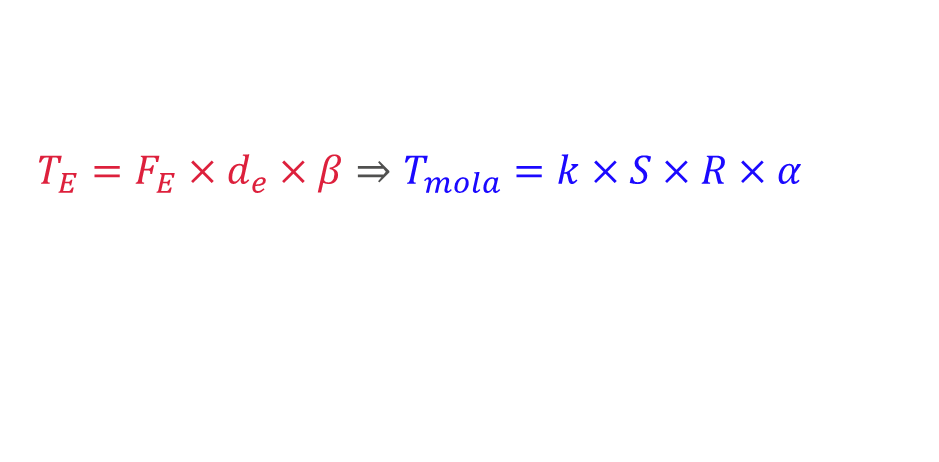 T_E = F_E × d_e × β ⇒ T_mola = k × S × R × α